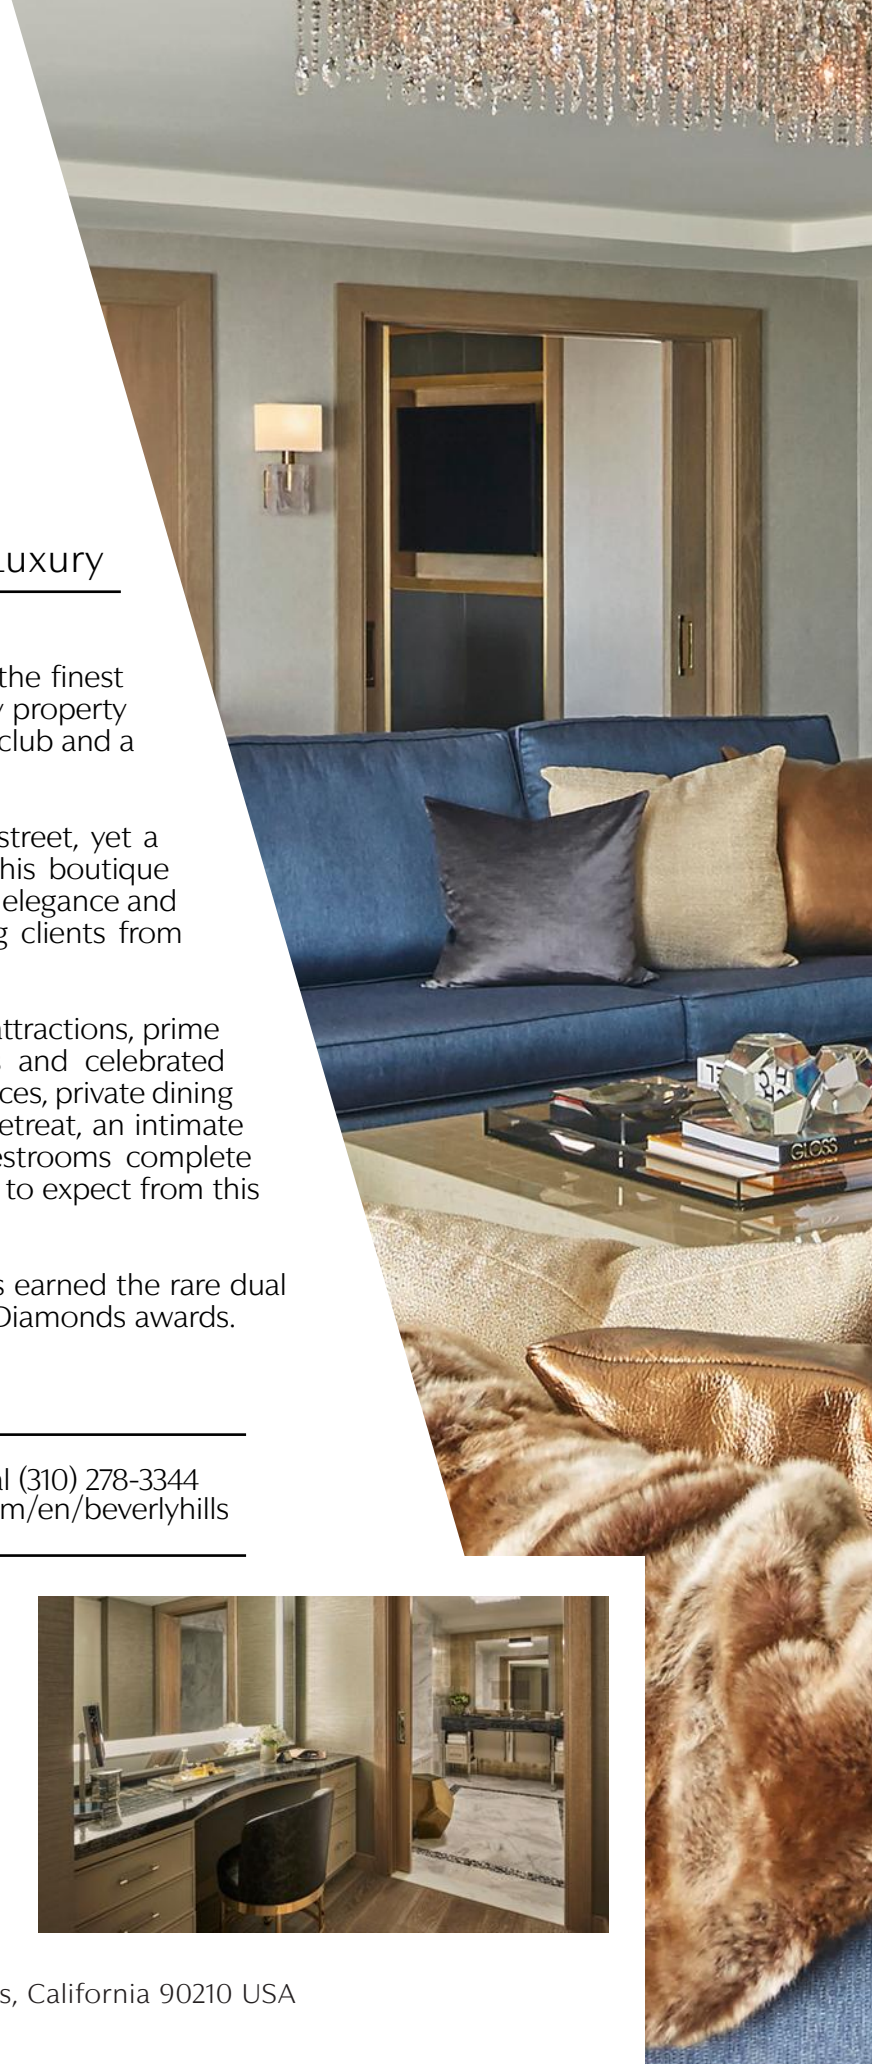 Luxury
the finest
property
club and a
street, yet a
his boutique
elegance and
clients from
attractions, prime
and celebrated
ces, private dining
etreat, an intimate
estrooms complete
to expect from this
s earned the rare dual
Diamonds awards.
l (310) 278-3344
m/en/beverlyhills
GLOSS
s, California 90210 USA